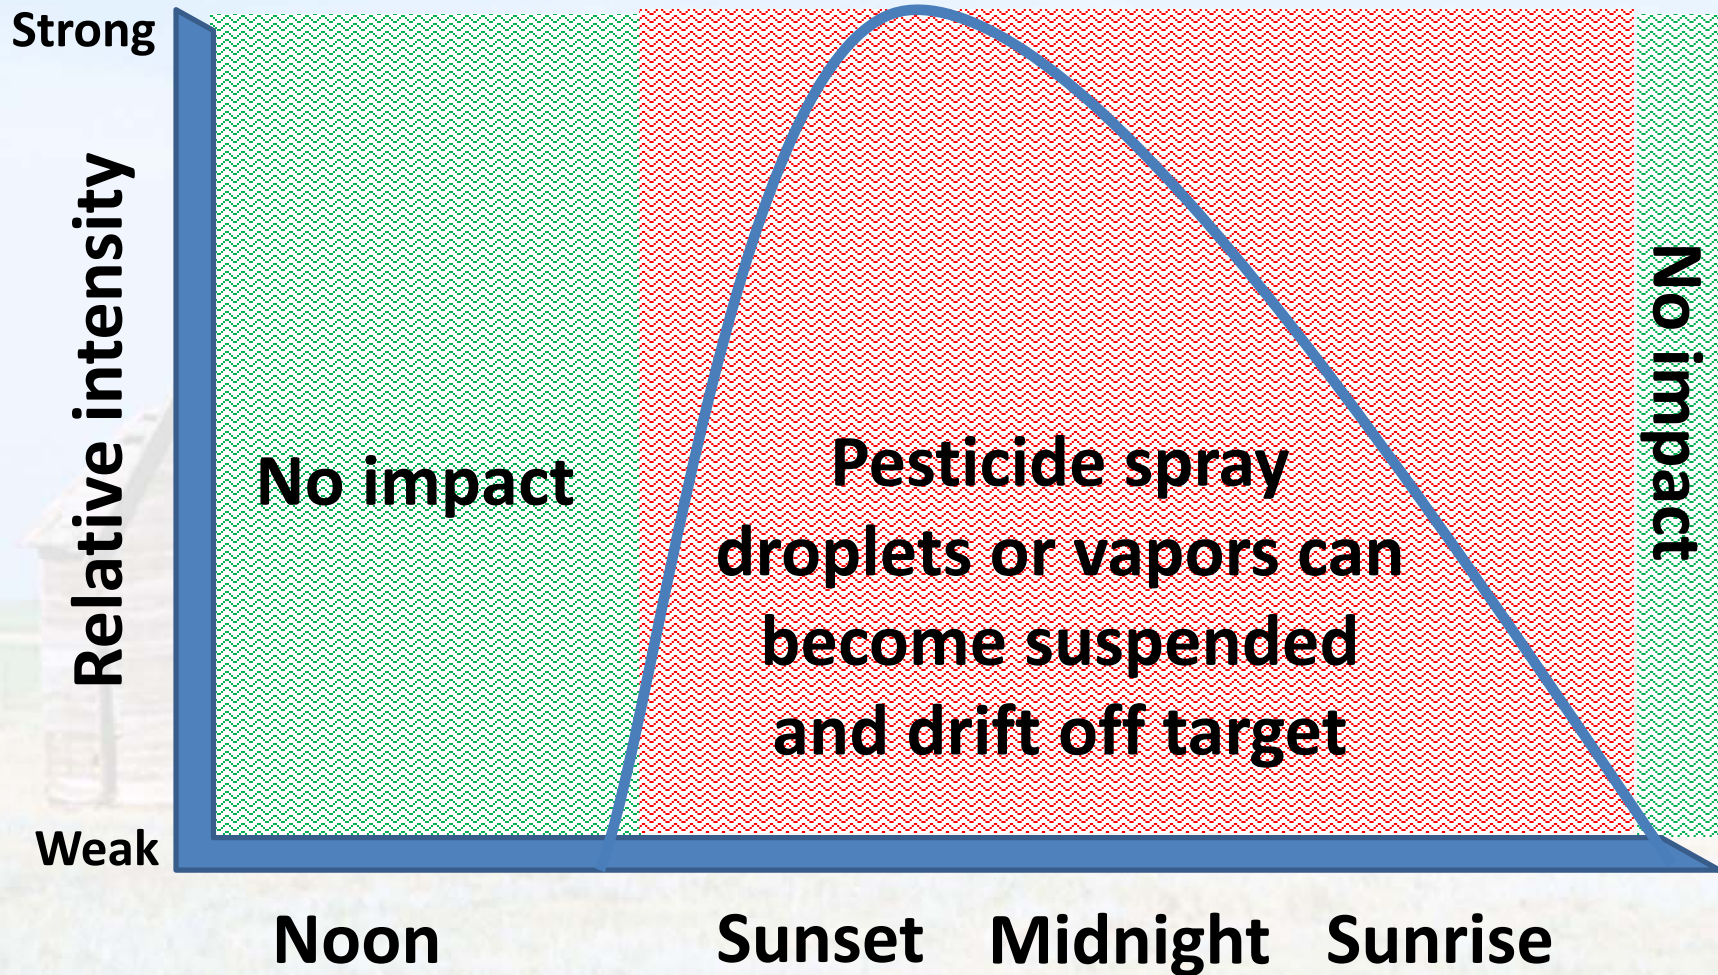 Strong
Relative intensity
Weak
No impact
Pesticide spray
droplets or vapors can
become suspended
and drift off target
No impact
Noon
Sunset
Midnight
Sunrise